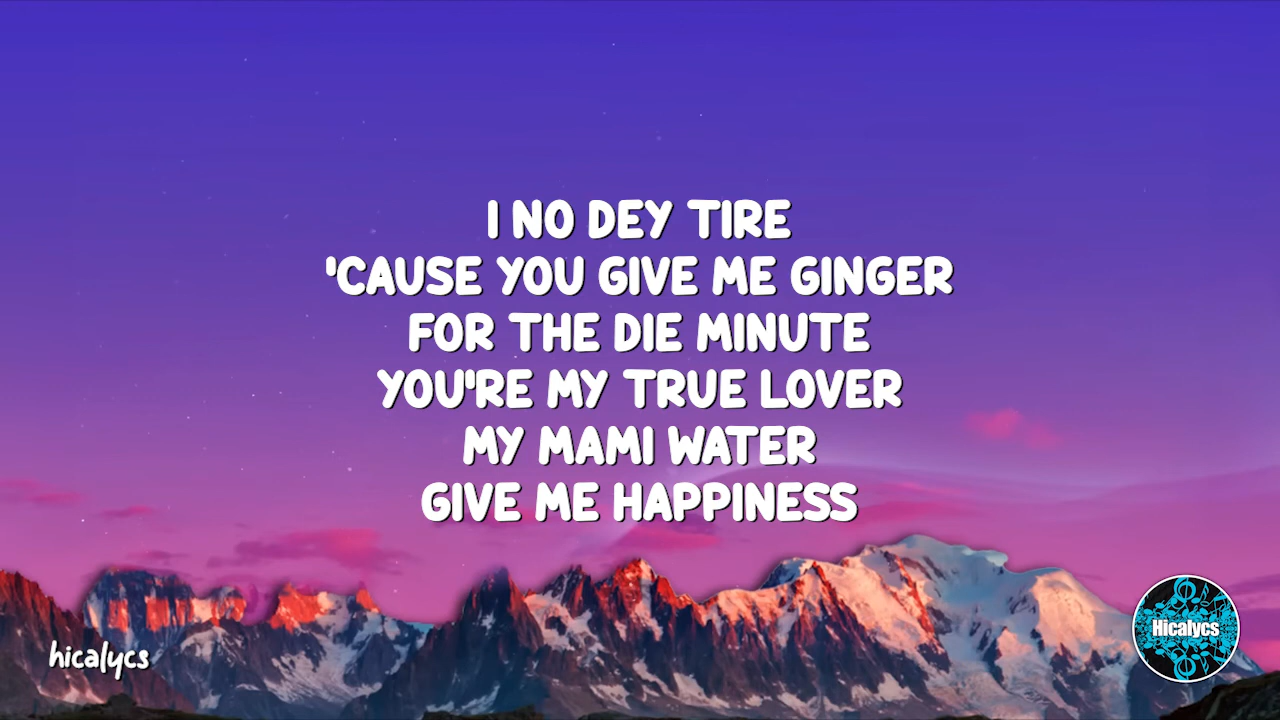 I NO DEY TIRE
'CAUSE YOU GIVE ME GINGER
FOR THE DIE MINUTE
YOU'RE MY TRUE LOVER
MY MAMI WATER
GIVE ME HAPPINESS
hicalycs
Hicalycs